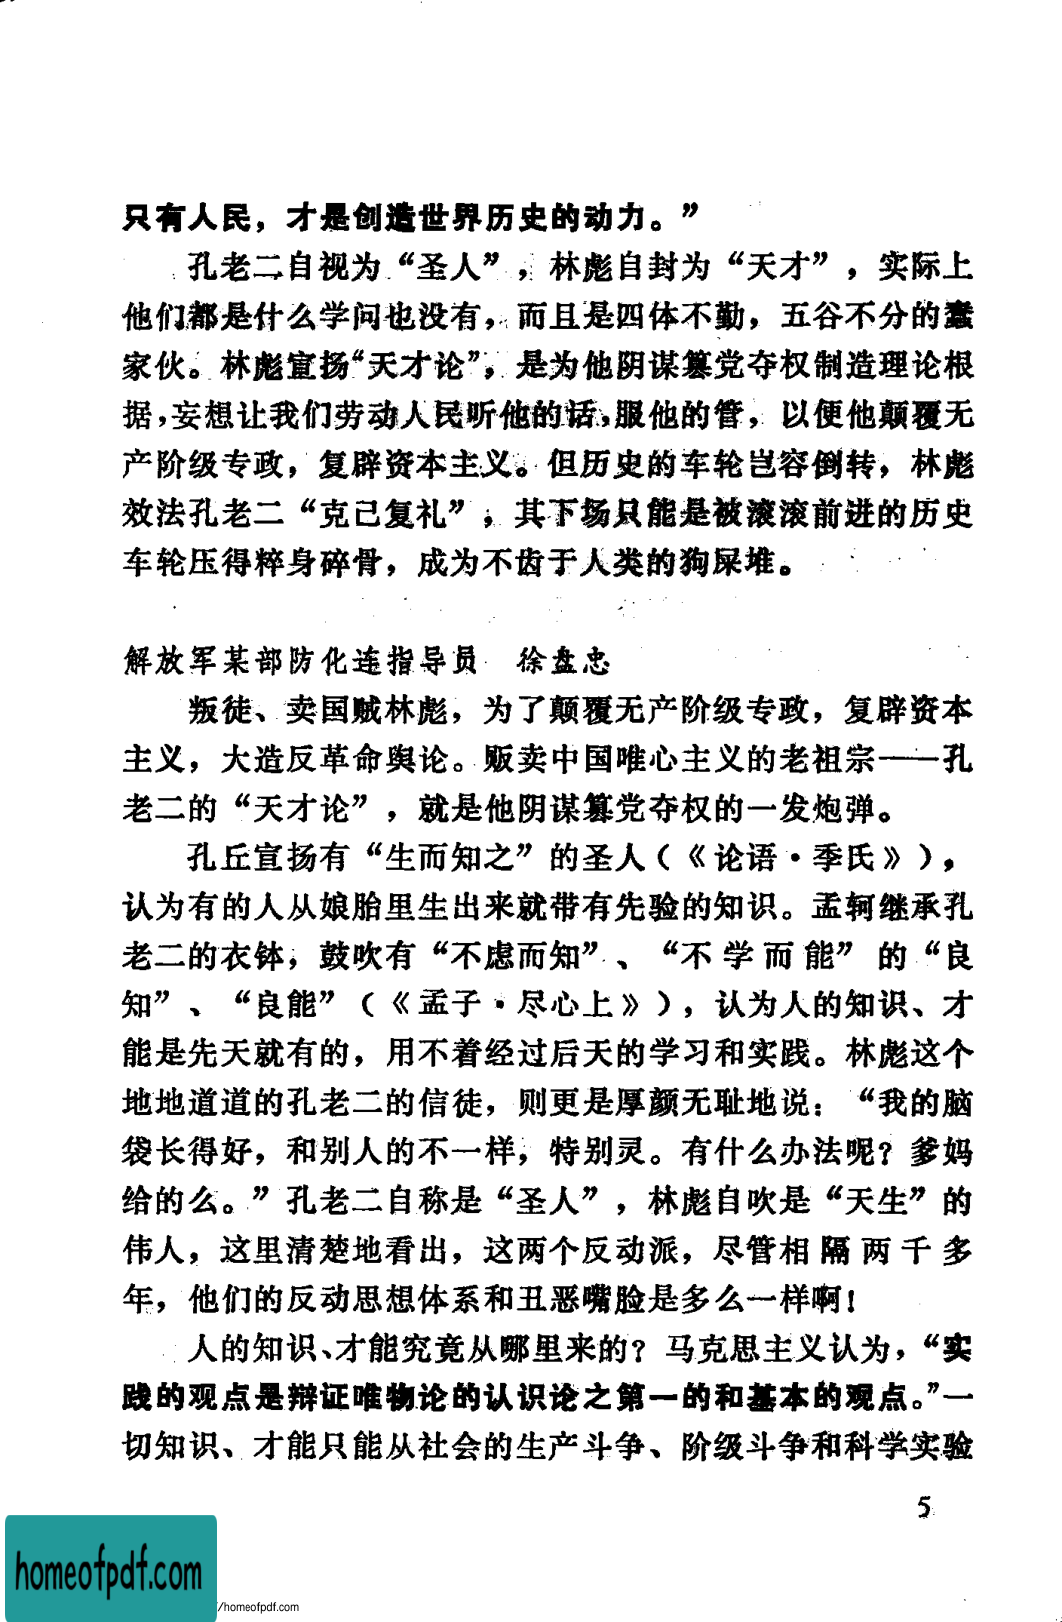 只有人民，才是创造世界历史的动力。”
孔老二自视为“圣人”，林彪自封为“天才”，实际上
他们都是什么学问也没有，而且是四体不勤，五谷不分的蠢
家伙。林彪宣扬“天才论”，是为他阴谋篡党夺权制造理论根
据，妄想让我们劳动人民听他的话，服他的管，以便他颠覆无
产阶级专政，复辟资本主义。但历史的车轮岂容倒转，林彪
效法孔老二“克己复礼”，其下场只能是被滚滚前进的历史
车轮压得粹身碎骨，成为不齿于人类的狗屎堆。
解放军某部防化连指导员 徐盘忠
叛徒、卖国贼林彪，为了颠覆无产阶级专政，复辟资本
主义，大造反革命舆论。贩卖中国唯心主义的老祖宗——孔
老二的“天才论”，就是他阴谋篡党夺权的一发炮弹。
孔丘宣扬有“生而知之”的圣人（《论语·季氏》），
认为有的人从娘胎里生出来就带有先验的知识。孟轲继承孔
老二的衣钵，鼓吹有“不虑而知”、“不学而能”的“良
知”、“良能”（《孟子·尽心上》），认为人的知识、才
能是先天就有的，用不着经过后天的学习和实践。林彪这个
地地道道的孔老二的信徒，则更是厚颜无耻地说：“我的脑
袋长得好，和别人的不一样，特别灵。有什么办法呢？爹妈
给的么。”孔老二自称是“圣人”，林彪自吹是“天生”的
伟人，这里清楚地看出，这两个反动派，尽管相隔两千多
年，他们的反动思想体系和丑恶嘴脸是多么一样啊！
人的知识、才能究竟从哪里来的？马克思主义认为，“实
践的观点是辩证唯物论的认识论之第一的和基本的观点。”一
切知识、才能只能从社会的生产斗争、阶级斗争和科学实验
5
homeofpdf.com
/homeofpdf.com